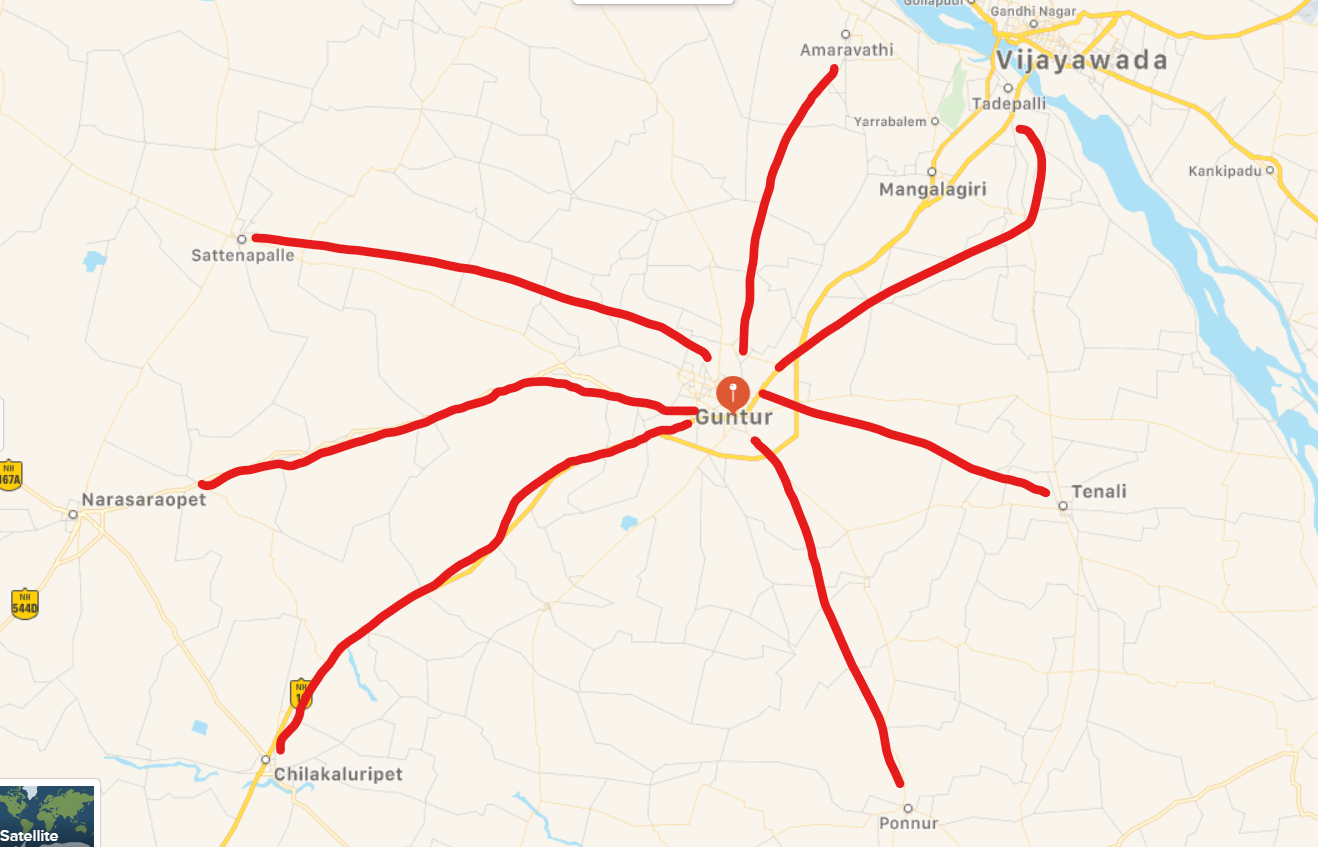 Gollapudi
Gandhi Nagar
Amaravathi
Vijayawada
Tadepalli
Yarrabalem
Kankipadu
Mangalagiri
Sattenapalle
Guntur
NH
167A
Narasaraopet
Tenali
NH
544D
NH
Chilakaluripet
Ponnur
Satellite